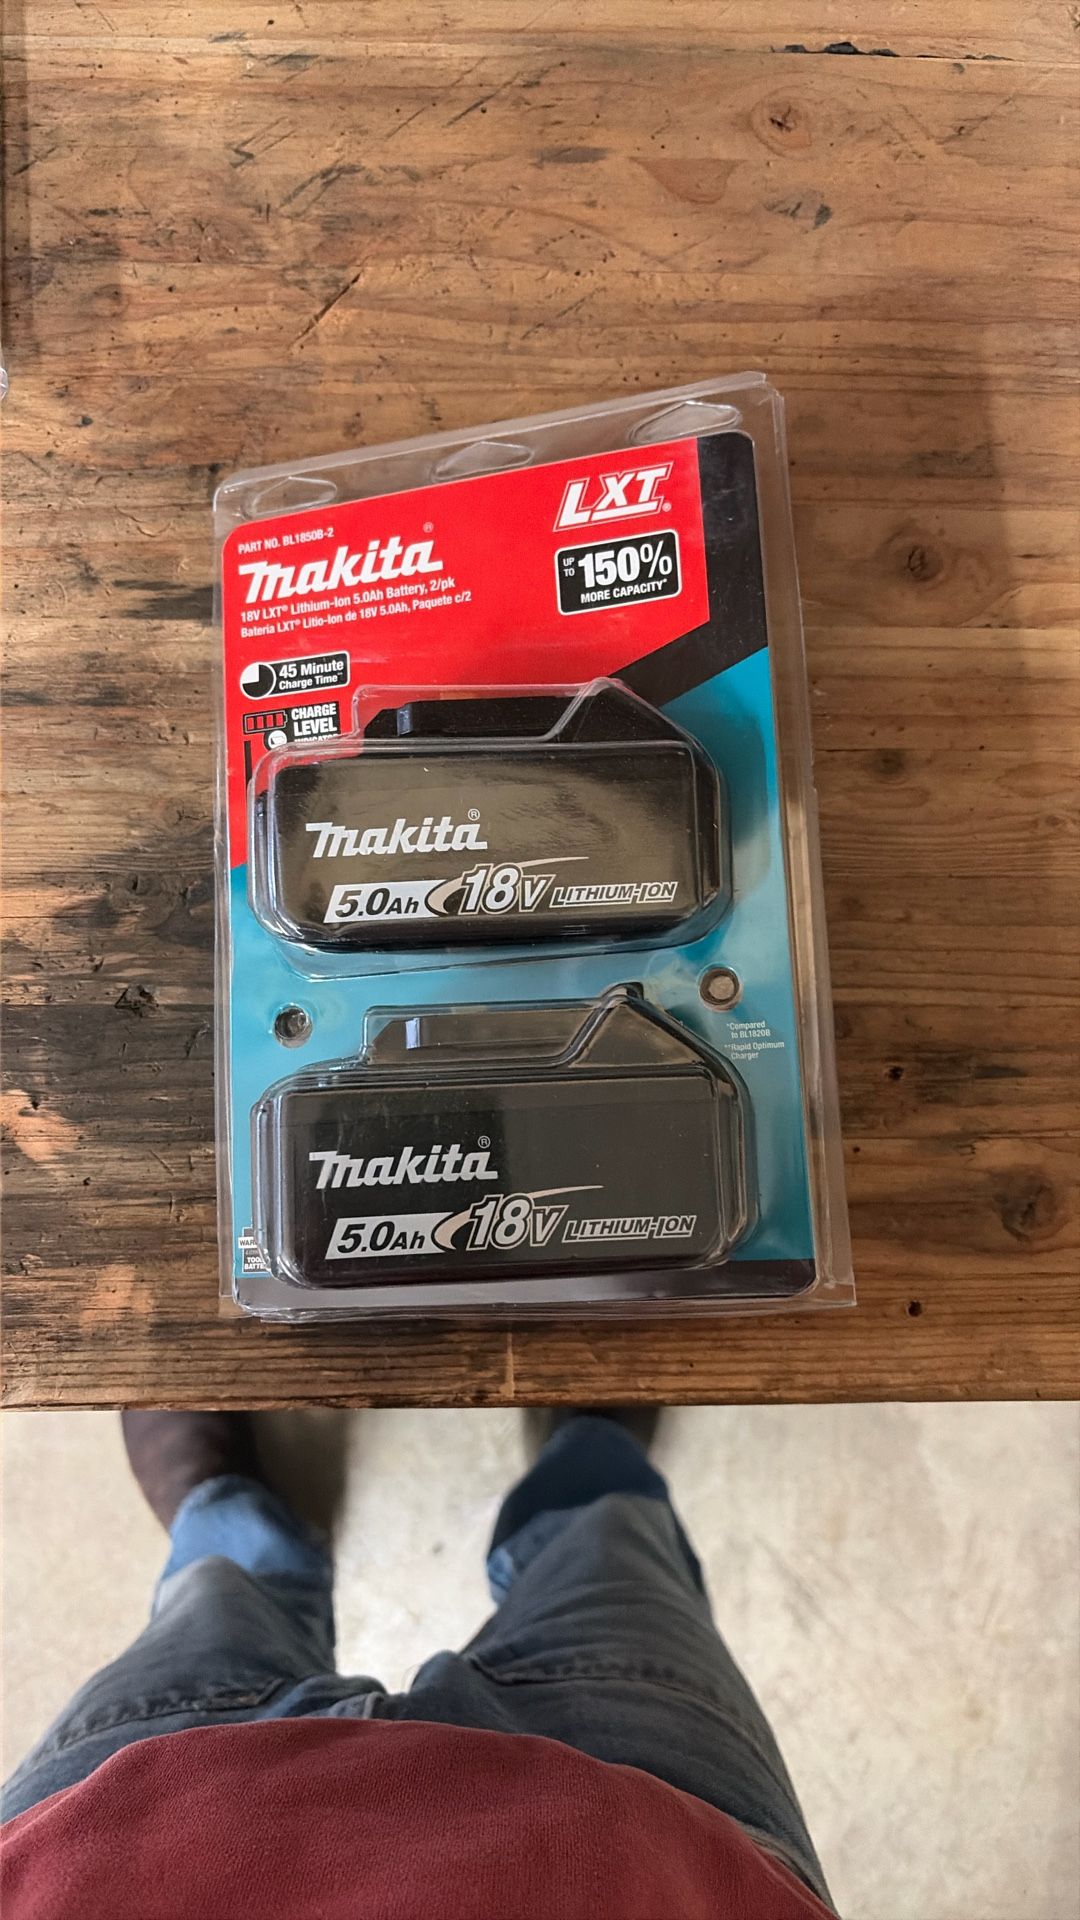 PART NO. BL1850B-2
makita®
18V LXT® Lithium-Ion 5.0Ah Battery, 2/pk
Bateria LXT® Litio-Ion de 18V 5.0Ah, Paquete c/2
LXT®
UP TO 150%
MORE CAPACITY*
45 Minute
Charge Time**
CHARGE
LEVEL
makita®
5.0Ah 18V LITHIUM-ION
*Compared
to BL1820B
**Rapid Optimum
Charger
makita®
5.0Ah 18V LITHIUM-ION